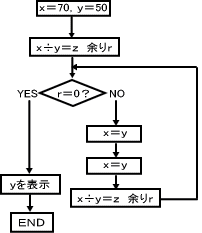 x=70, y=50
x÷y=z 余りr
r=0?
YES
NO
x=y
x=y
x÷y=z 余りr
yを表示
END